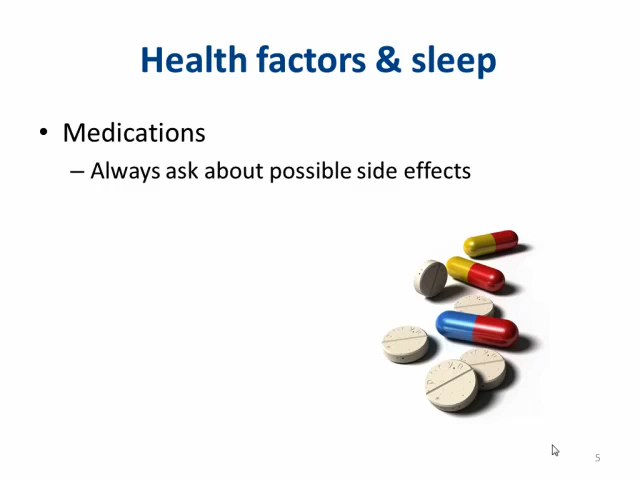 Health factors & sleep
• Medications
– Always ask about possible side effects
5